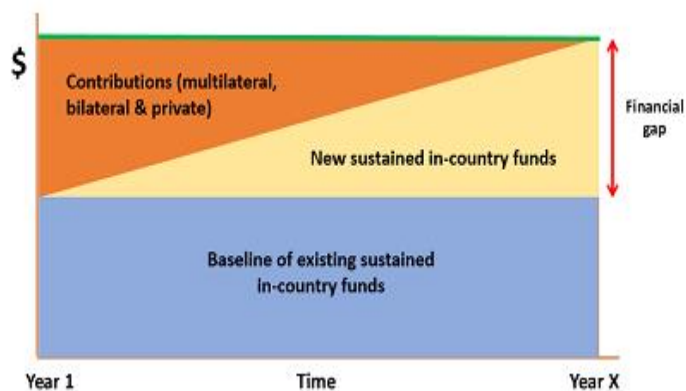 $
Contributions (multilateral,
bilateral & private)
Financial
gap
New sustained in-country funds
Baseline of existing sustained
in-country funds
Year 1
Time
Year X